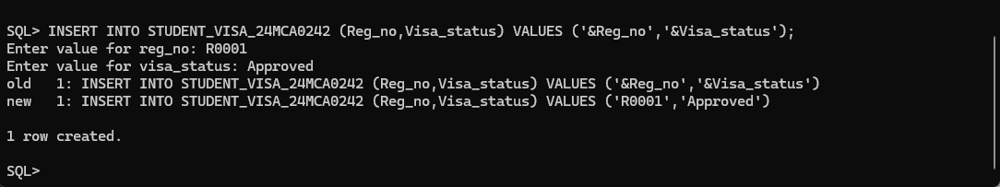 SQL> INSERT INTO STUDENT_VISA_24MCA0242 (Reg_no,Visa_status) VALUES ('&Reg_no','&Visa_status');
Enter value for reg_no: R0001
Enter value for visa_status: Approved
old   1: INSERT INTO STUDENT_VISA_24MCA0242 (Reg_no,Visa_status) VALUES ('&Reg_no','&Visa_status')
new   1: INSERT INTO STUDENT_VISA_24MCA0242 (Reg_no,Visa_status) VALUES ('R0001','Approved')
1 row created.
SQL>